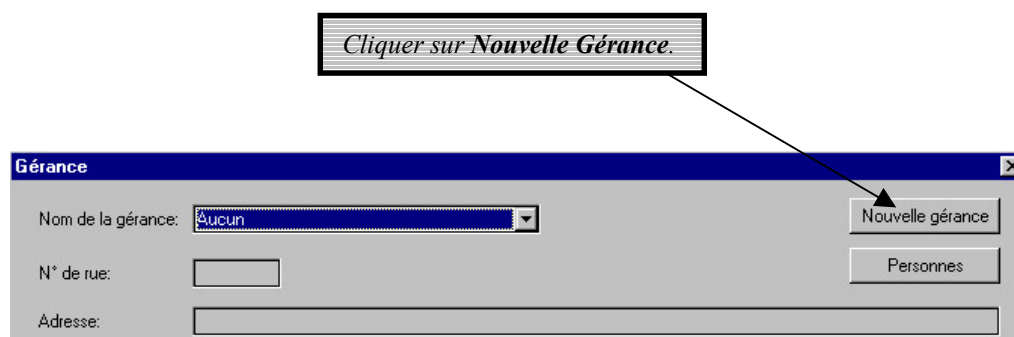 Cliquer sur Nouvelle Gérance.
Gérance
Nom de la gérance: Aucun Nouvelle gérance
N° de rue: Personnes
Adresse: